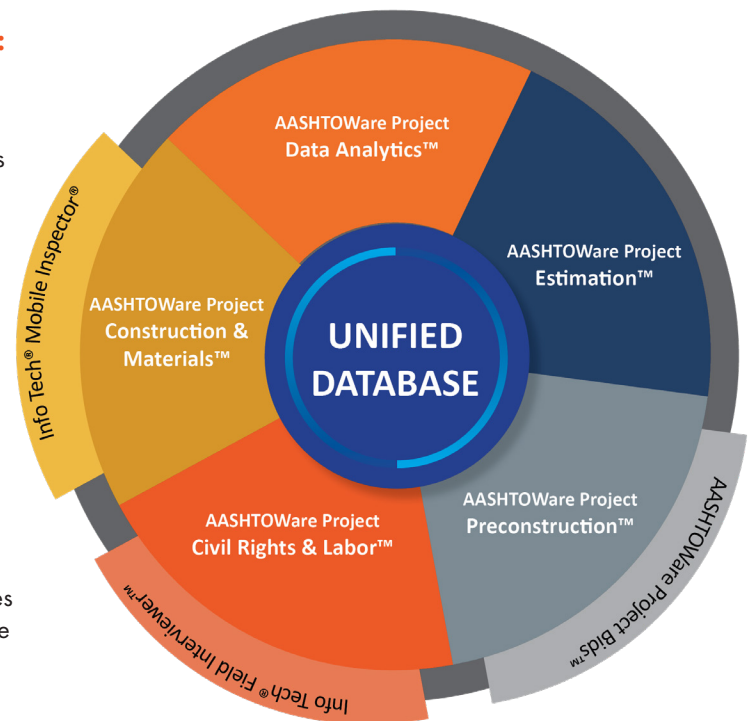 :
s
es
e
AASHTOWare Project
Data Analytics™
AASHTOWare Project
Estimation™
AASHTOWare Project
Preconstruction™
AASHTOWare Project
Civil Rights & Labor™
AASHTOWare Project
Construction &
Materials™
UNIFIED
DATABASE
Info Tech® Mobile Inspector®
Info Tech® Field Interviewer™
AASHTOWare Project Bids™